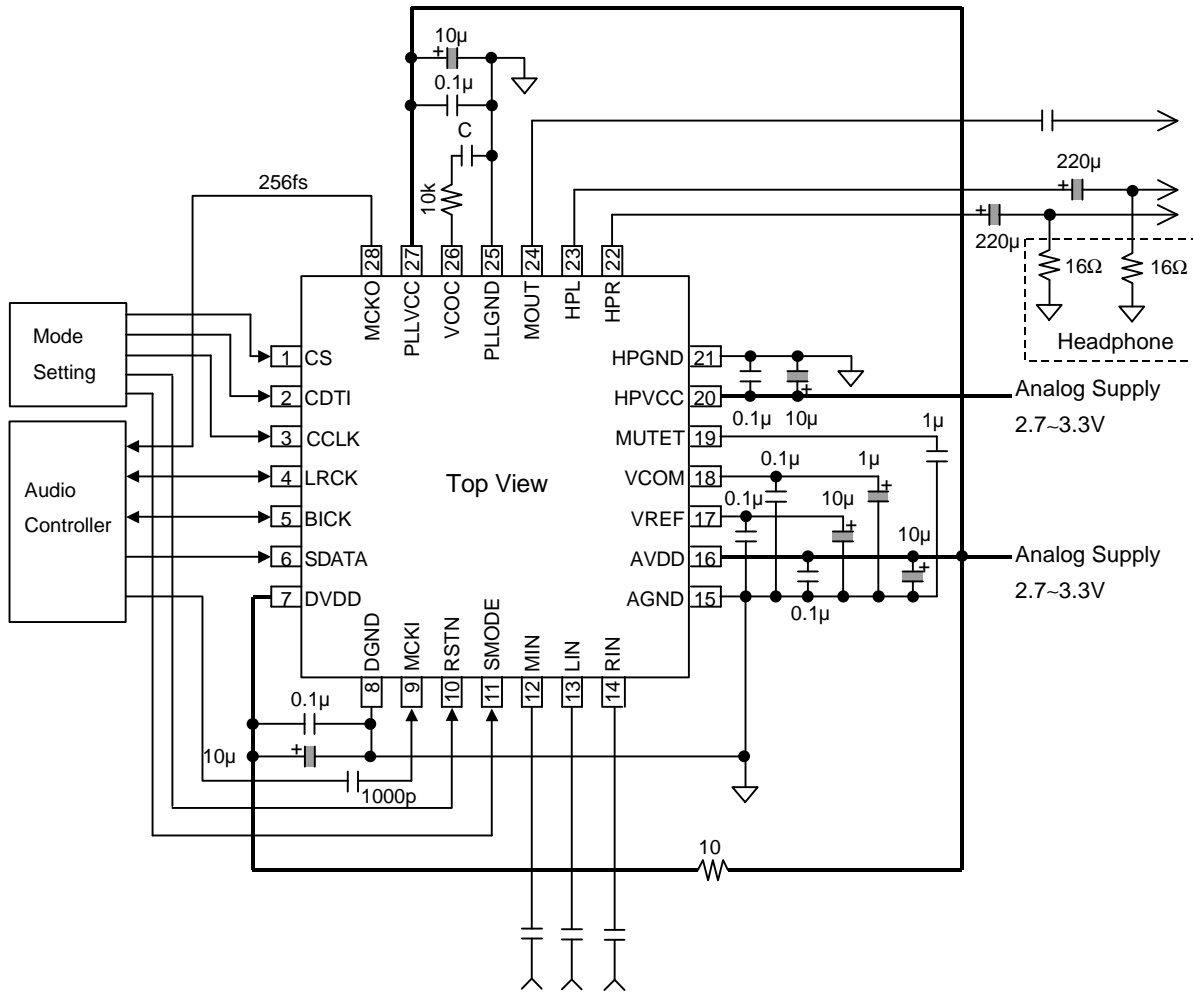 10µ
+
0.1µ
C
10k
256fs
220µ
+
+
220µ
16Ω
16Ω
Headphone
28
27
26
25
24
23
22
MCKO
PLLVCC
VCOC
PLLGND
MOUT
HPL
HPR
Mode
Setting
Audio
Controller
1 CS
2 CDTI
3 CCLK
4 LRCK
5 BICK
6 SDATA
7 DVDD
Top View
HPGND 21
HPVCC 20
MUTET 19
VCOM 18
VREF 17
AVDD 16
AGND 15
0.1µ
10µ
+
Analog Supply
2.7~3.3V
1µ
0.1µ
1µ
+
0.1µ
10µ
+
10µ
+
0.1µ
Analog Supply
2.7~3.3V
DGND
MCKI
RSTN
SMODE
MIN
LIN
RIN
8
9
10
11
12
13
14
0.1µ
10µ
+
1000p
10